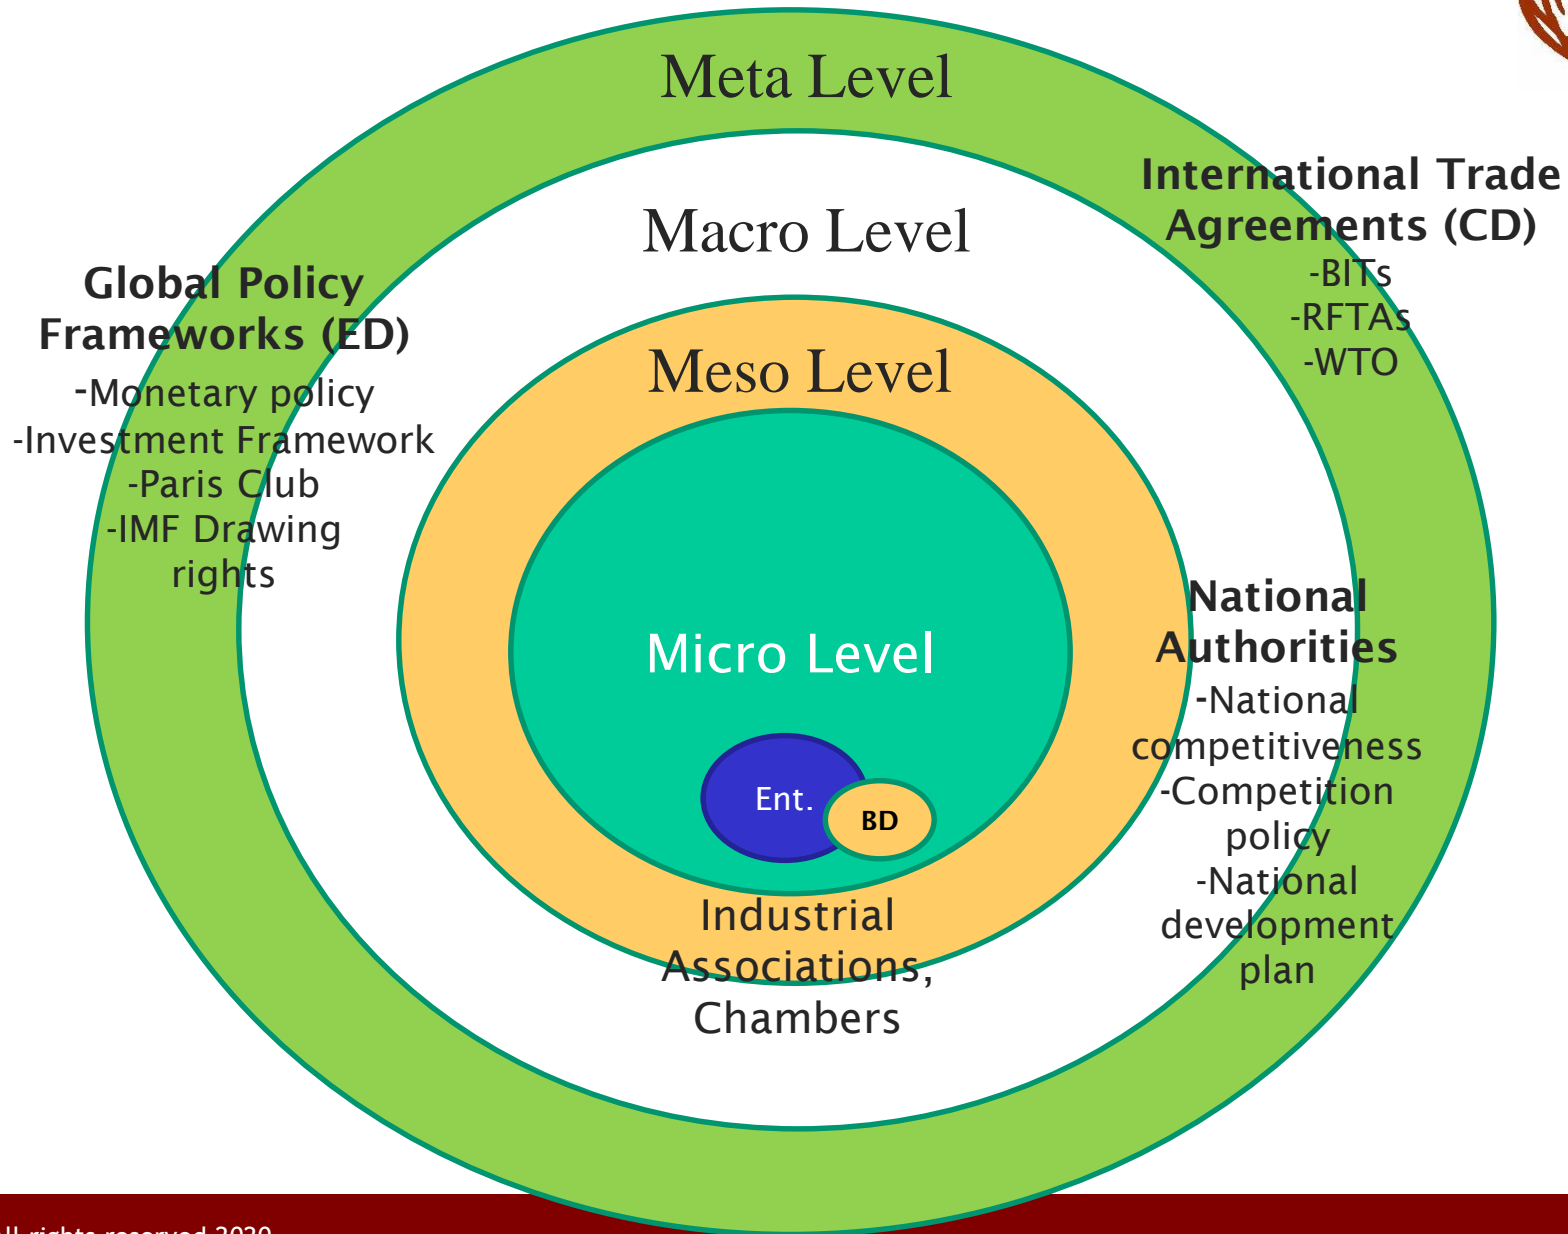 Meta Level
International Trade
Agreements (CD)
-BITs
-RFTAs
-WTO
Macro Level
Global Policy
Frameworks (ED)
-Monetary policy
-Investment Framework
-Paris Club
-IMF Drawing
rights
Meso Level
Micro Level
National
Authorities
-National
competitiveness
-Competition
policy
-National
development
plan
Ent.
BD
Industrial
Associations,
Chambers
rights reserved